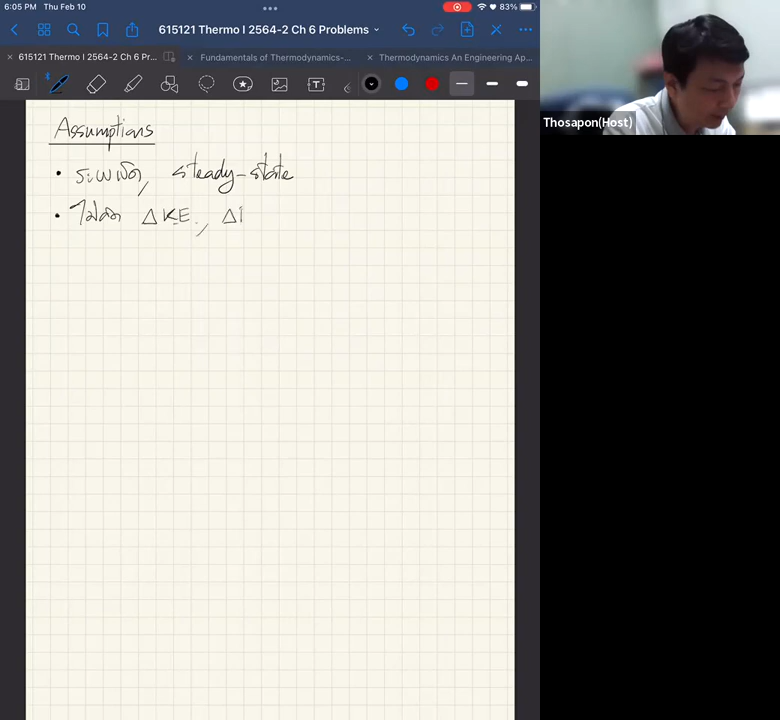 6:05 PM Thu Feb 10
83%
615121 Thermo I 2564-2 Ch 6 Problems
615121 Thermo I 2564-2 Ch 6 Pr...
Fundamentals of Thermodynamics-...
Thermodynamics An Engineering Ap...
Thosapon(Host)
Assumptions
• ระบบเปิด, steady-state
• ไม่คิด ΔKE, Δ